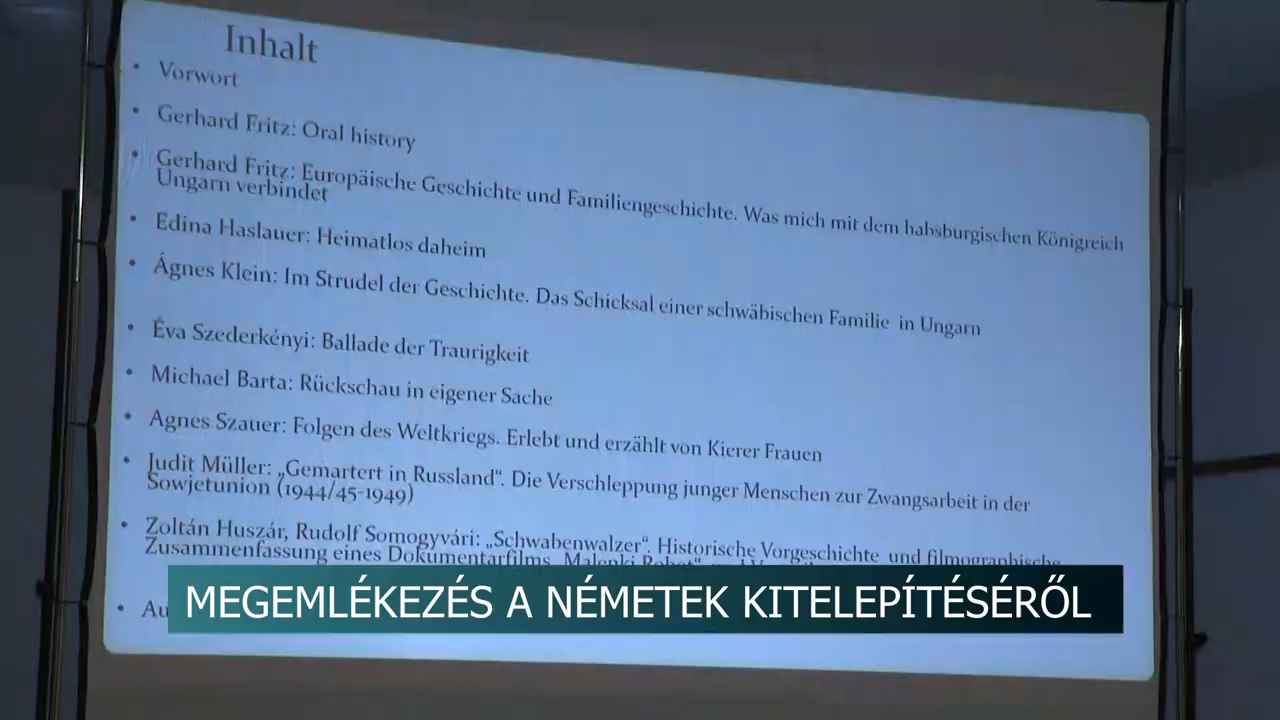 Inhalt
• Vorwort
• Gerhard Fritz: Oral history
• Gerhard Fritz: Europäische Geschichte und Familiengeschichte. Was mich mit dem habsburgischen Königreich
Ungarn verbindet
• Edina Haslauer: Heimatlos daheim
• Ágnes Klein: Im Strudel der Geschichte. Das Schicksal einer schwäbischen Familie in Ungarn
• Éva Szederkényi: Ballade der Traurigkeit
• Michael Barta: Rückschau in eigener Sache
• Agnes Szauer: Folgen des Weltkriegs. Erlebt und erzählt von Kierer Frauen
• Judit Müller: „Gemartert in Russland“. Die Verschleppung junger Menschen zur Zwangsarbeit in der
Sowjetunion (1944/45-1949)
• Zoltán Huszár, Rudolf Somogyvári: „Schwabenwalzer“. Historische Vorgeschichte und filmographische
Zusammenfassung eines Dokumentarfilms
• Au
MEGEMLÉKEZÉS A NÉMETEK KITELEPÍTÉSÉRŐL